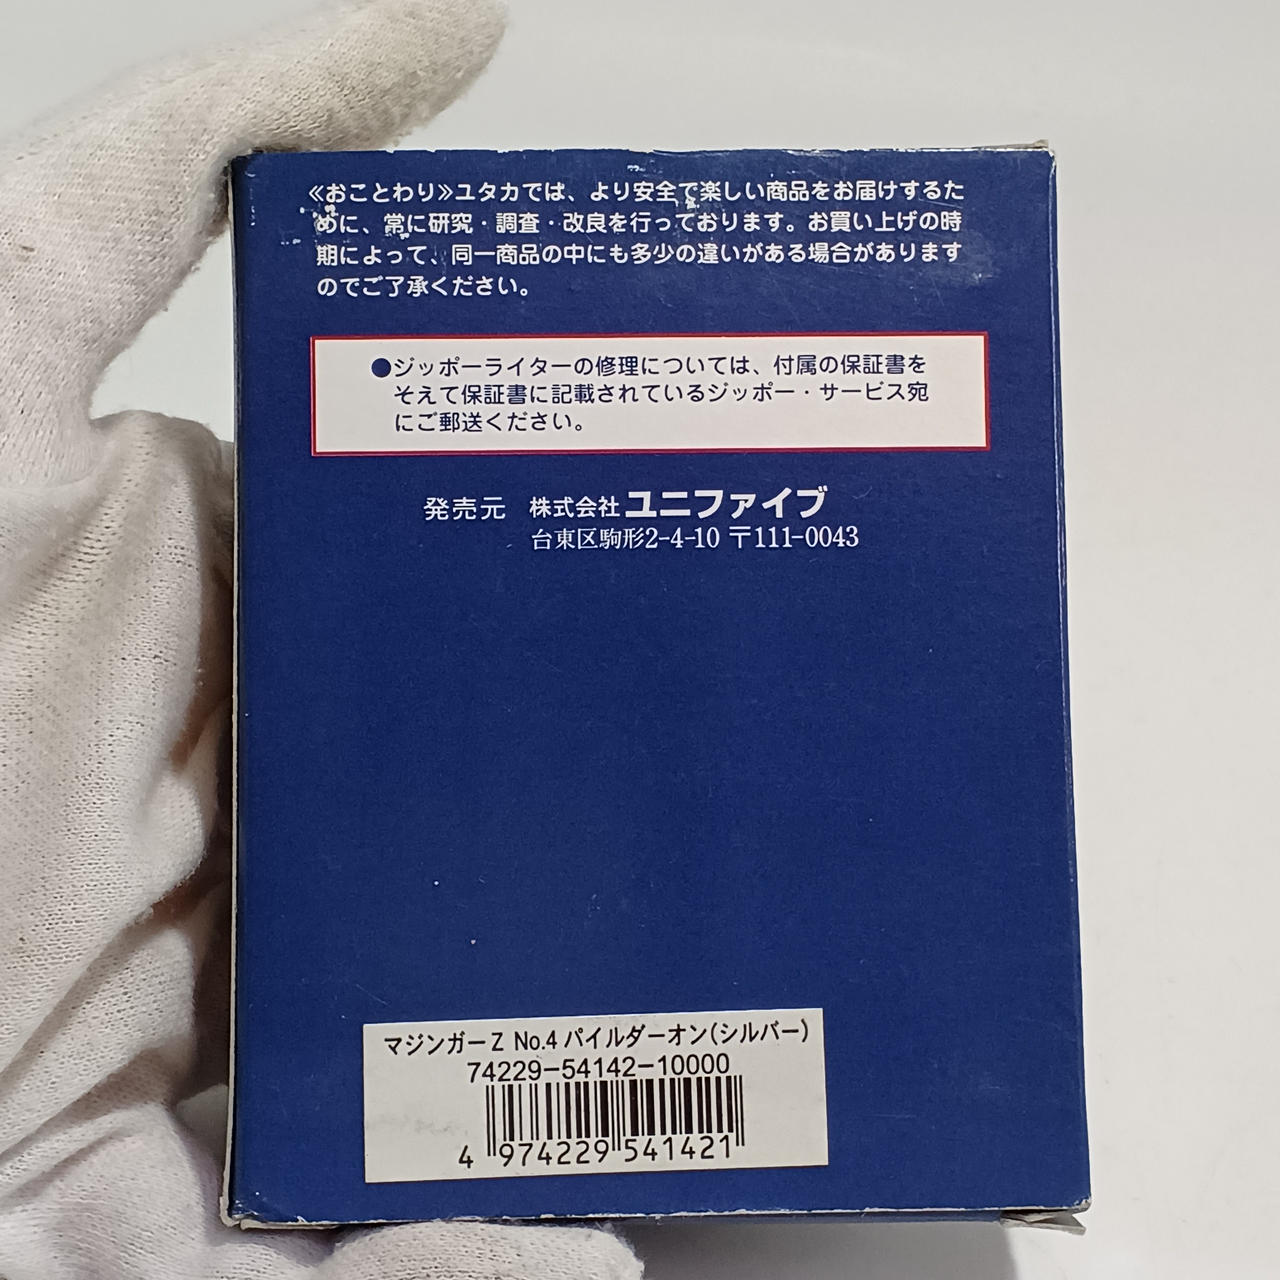 ≪おことわり≫ユタカでは、より安全で楽しい商品をお届けするた
めに、常に研究・調査・改良を行っております。お買い上げの時
期によって、同一商品の中にも多少の違いがある場合があります
のでご了承ください。
●ジッポーライターの修理については、付属の保証書を
そえて保証書に記載されているジッポー・サービス宛
にご郵送ください。
発売元 株式会社ユニファイブ
台東区駒形2-4-10 〒111-0043
マジンガーZ No.4 パイルダーオン(シルバー)
74229-54142-10000
4 974229 541421